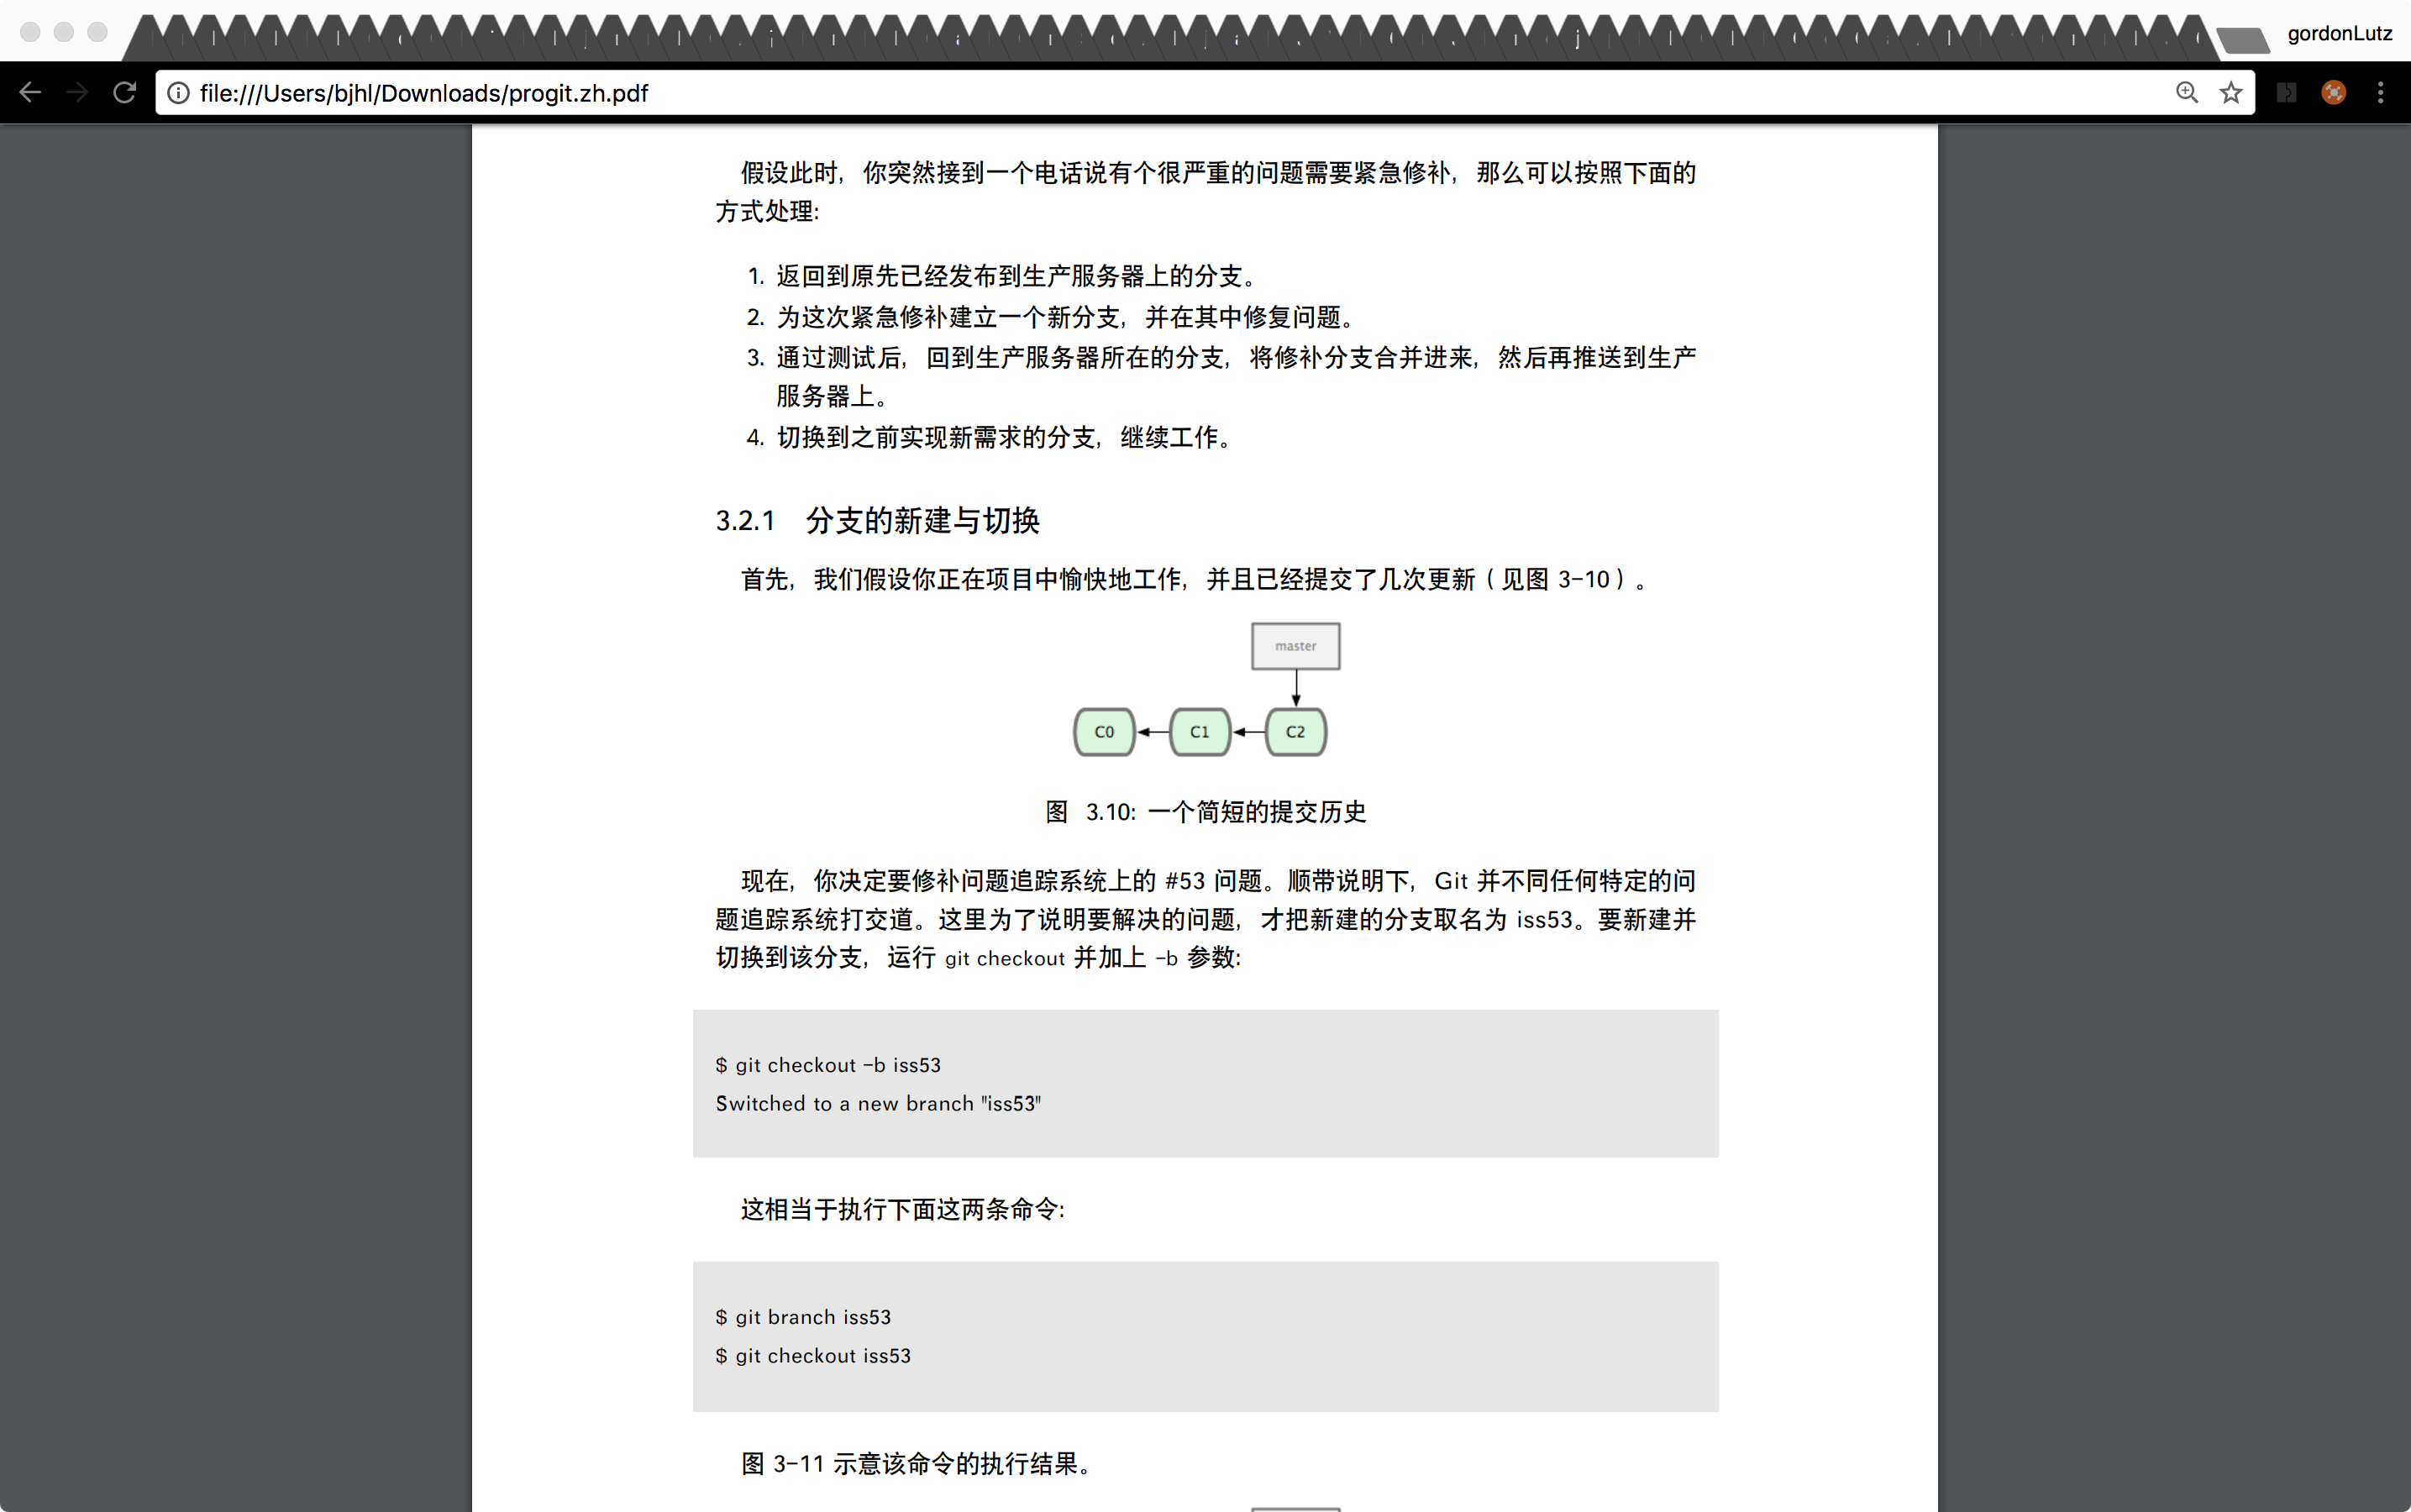 gordonLutz
file:///Users/bjhl/Downloads/progit.zh.pdf
假设此时，你突然接到一个电话说有个很严重的问题需要紧急修补，那么可以按照下面的
方式处理:
1. 返回到原先已经发布到生产服务器上的分支。
2. 为这次紧急修补建立一个新分支，并在其中修复问题。
3. 通过测试后，回到生产服务器所在的分支，将修补分支合并进来，然后再推送到生产
服务器上。
4. 切换到之前实现新需求的分支，继续工作。
3.2.1 分支的新建与切换
首先，我们假设你正在项目中愉快地工作，并且已经提交了几次更新（见图 3-10）。
master
C0 C1 C2
图 3.10: 一个简短的提交历史
现在，你决定要修补问题追踪系统上的 #53 问题。顺带说明下，Git 并不同任何特定的问
题追踪系统打交道。这里为了说明要解决的问题，才把新建的分支取名为 iss53。要新建并
切换到该分支，运行 git checkout 并加上 -b 参数:
$ git checkout -b iss53
Switched to a new branch "iss53"
这相当于执行下面这两条命令:
$ git branch iss53
$ git checkout iss53
图 3-11 示意该命令的执行结果。